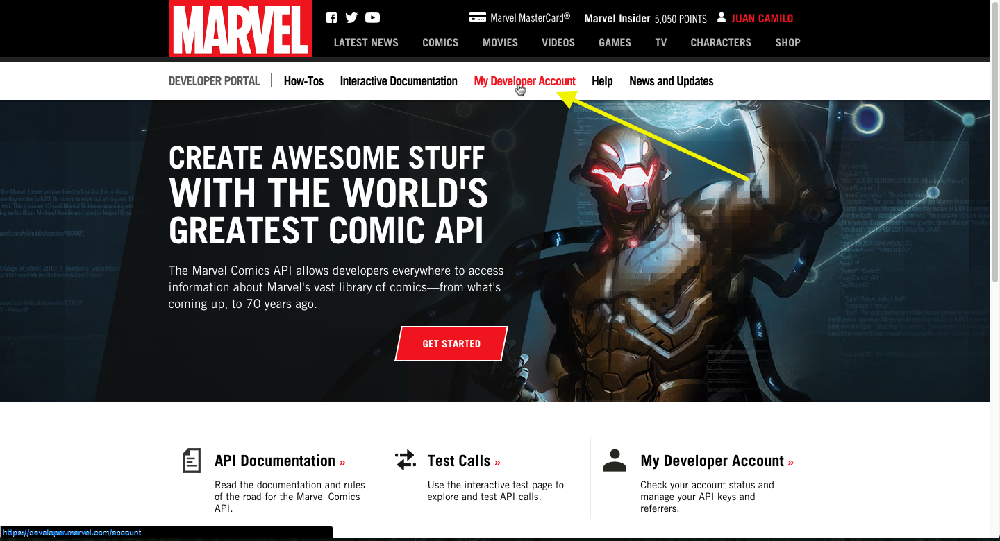 MARVEL
Marvel MasterCard®
Marvel Insider 5,050 POINTS
JUAN CAMILO
LATEST NEWS COMICS MOVIES VIDEOS GAMES TV CHARACTERS SHOP
DEVELOPER PORTAL
How-Tos Interactive Documentation My Developer Account Help News and Updates
CREATE AWESOME STUFF
WITH THE WORLD'S
GREATEST COMIC API
The Marvel Comics API allows developers everywhere to access
information about Marvel's vast library of comics—from what's
coming up, to 70 years ago.
GET STARTED
API Documentation »
Read the documentation and rules
of the road for the Marvel Comics
API.
Test Calls »
Use the interactive test page to
explore and test API calls.
My Developer Account »
Check your account status and
manage your API keys and
referrers.
https://developer.marvel.com/account